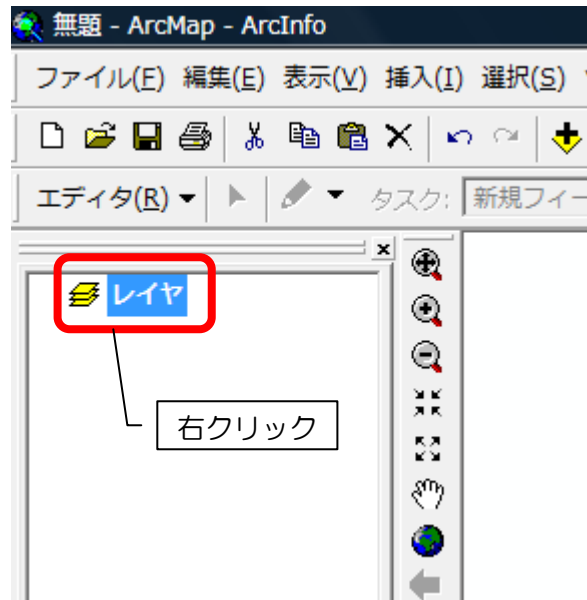 無題 - ArcMap - ArcInfo
ファイル(F) 編集(E) 表示(V) 挿入(I) 選択(S)
エディタ(R) タスク: 新規フィー
レイヤ
右クリック